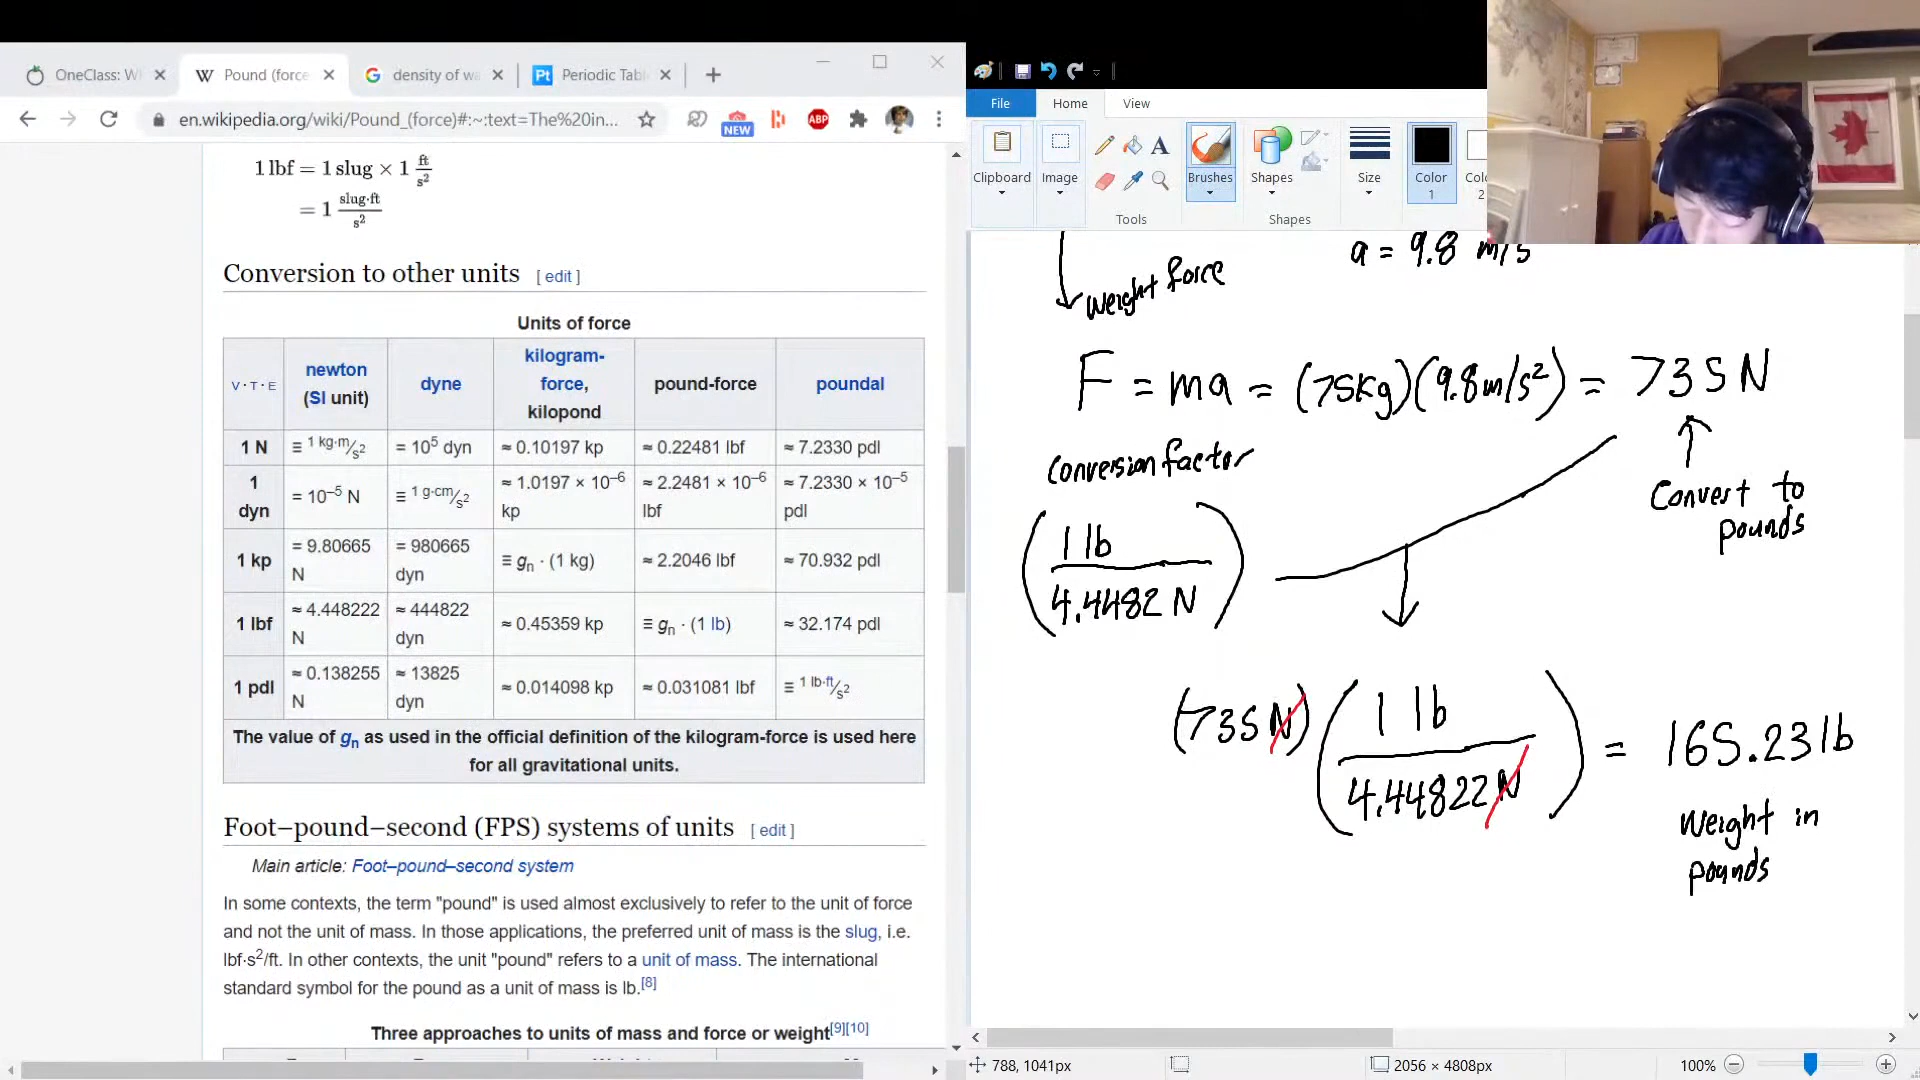 OneClass: W
Pound (force
density of wa
Periodic Tabl
en.wikipedia.org/wiki/Pound_(force)#:~:text=The%20in...
NEW
ABP
1 lbf = 1 slug × 1 ft/s²
= 1 slug·ft/s²
Conversion to other units [ edit ]
Units of force
V · T · E
newton (SI unit)
dyne
kilogram-force, kilopond
pound-force
poundal
1 N ≡ 1 kg·m/s² = 10⁵ dyn ≈ 0.10197 kp ≈ 0.22481 lbf ≈ 7.2330 pdl
1 dyn = 10⁻⁵ N ≡ 1 g·cm/s² ≈ 1.0197 × 10⁻⁶ kp ≈ 2.2481 × 10⁻⁶ lbf ≈ 7.2330 × 10⁻⁵ pdl
1 kp = 9.80665 N = 980665 dyn ≡ gₙ · (1 kg) ≈ 2.2046 lbf ≈ 70.932 pdl
1 lbf ≈ 4.448222 N ≈ 444822 dyn ≈ 0.45359 kp ≡ gₙ · (1 lb) ≈ 32.174 pdl
1 pdl ≈ 0.138255 N ≈ 13825 dyn ≈ 0.014098 kp ≈ 0.031081 lbf ≡ 1 lb·ft/s²
The value of gₙ as used in the official definition of the kilogram-force is used here
for all gravitational units.
Foot–pound–second (FPS) systems of units [ edit ]
Main article: Foot–pound–second system
In some contexts, the term "pound" is used almost exclusively to refer to the unit of force
and not the unit of mass. In those applications, the preferred unit of mass is the slug, i.e.
lbf·s²/ft. In other contexts, the unit "pound" refers to a unit of mass. The international
standard symbol for the pound as a unit of mass is lb.[8]
Three approaches to units of mass and force or weight[9][10]
File Home View
Clipboard
Image
Tools
Brushes
Shapes
Shapes
Size
Color 1
Colo 2
a = 9.8 m/s
Weight force
F = ma = (75kg)(9.8m/s²) = 735N
Conversion factor
Convert to
pounds
(1 lb / 4.4482 N)
(735N) (1 lb / 4.44822N) = 165.23lb
Weight in
pounds
788, 1041px
2056 × 4808px
100%